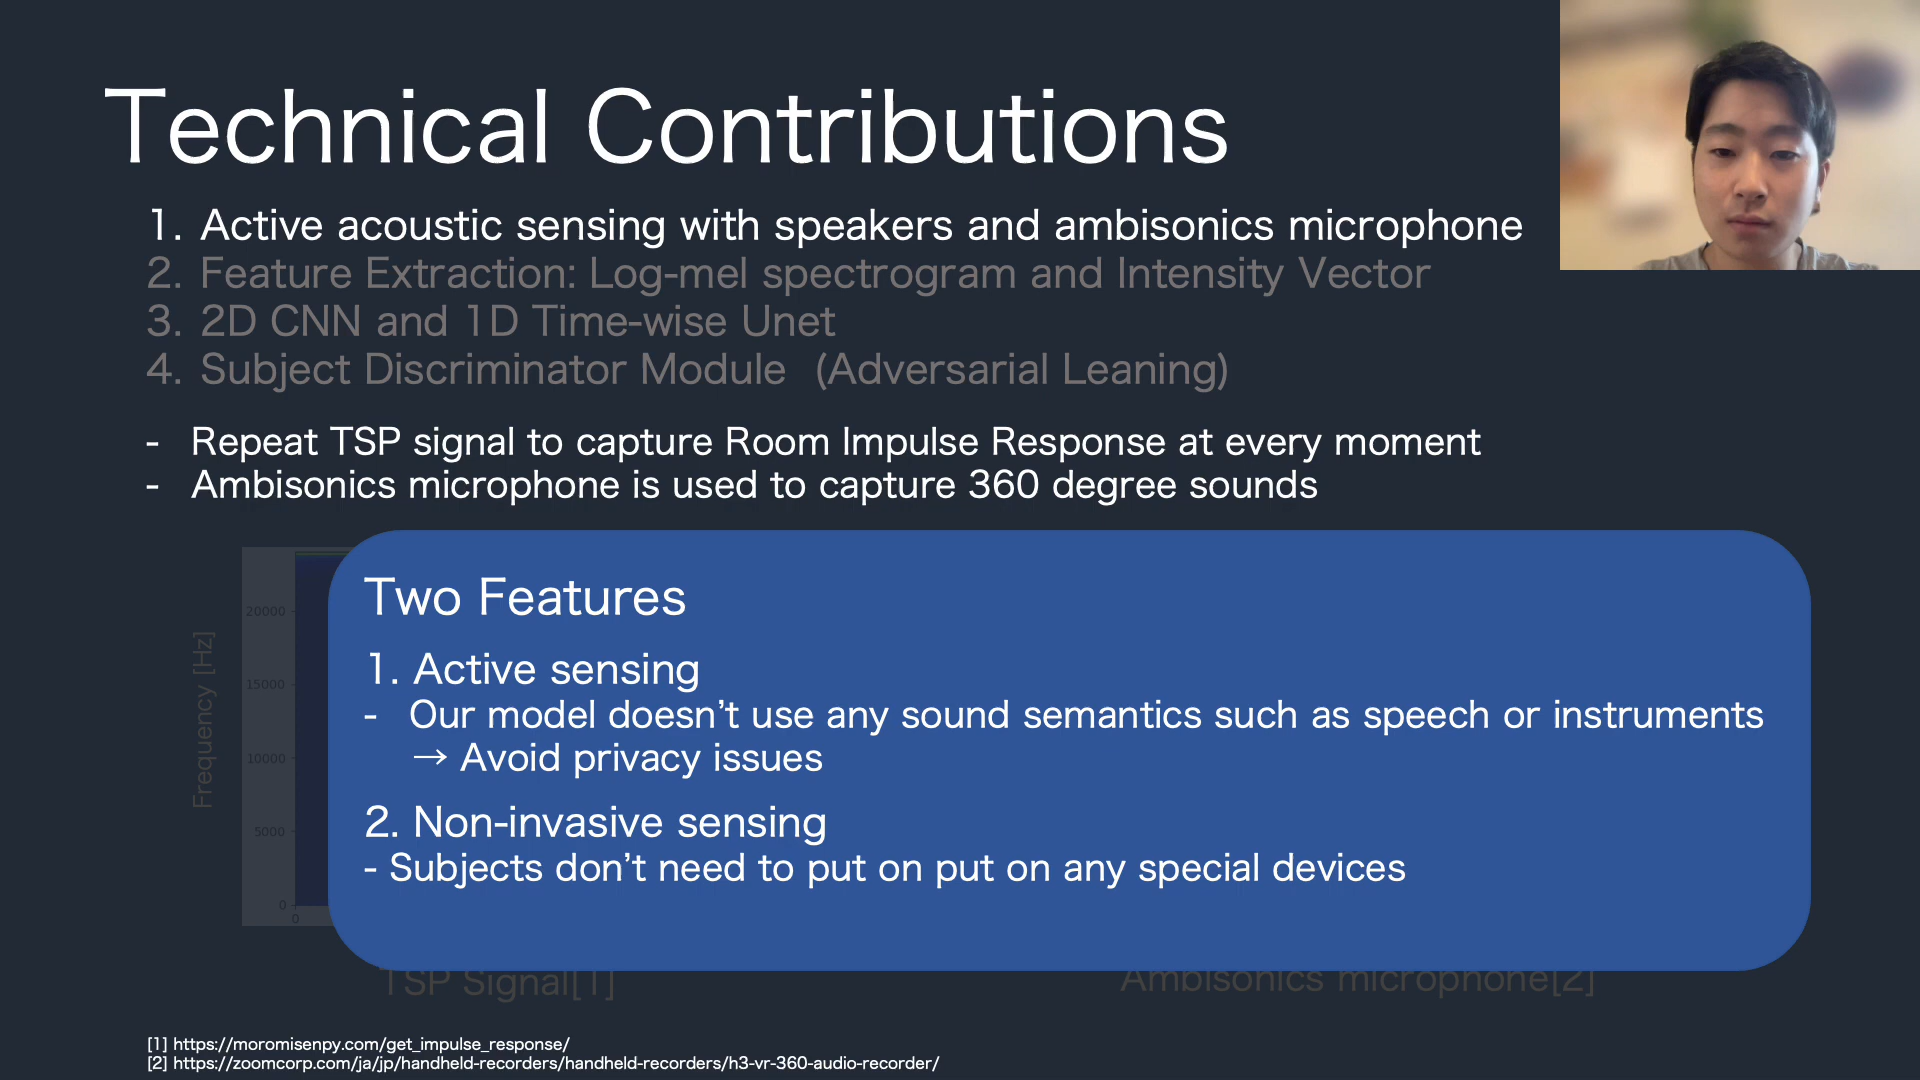 Technical Contributions
1. Active acoustic sensing with speakers and ambisonics microphone
2. Feature Extraction: Log-mel spectrogram and Intensity Vector
3. 2D CNN and 1D Time-wise Unet
4. Subject Discriminator Module (Adversarial Leaning)
- Repeat TSP signal to capture Room Impulse Response at every moment
- Ambisonics microphone is used to capture 360 degree sounds
Two Features
1. Active sensing
- Our model doesn’t use any sound semantics such as speech or instruments
→ Avoid privacy issues
2. Non-invasive sensing
- Subjects don’t need to put on put on any special devices
Frequency [Hz]
20000
15000
10000
5000
0
0
TSP Signal[1]
Ambisonics microphone[2]
[1] https://moromisenpy.com/get_impulse_response/
[2] https://zoomcorp.com/ja/jp/handheld-recorders/handheld-recorders/h3-vr-360-audio-recorder/